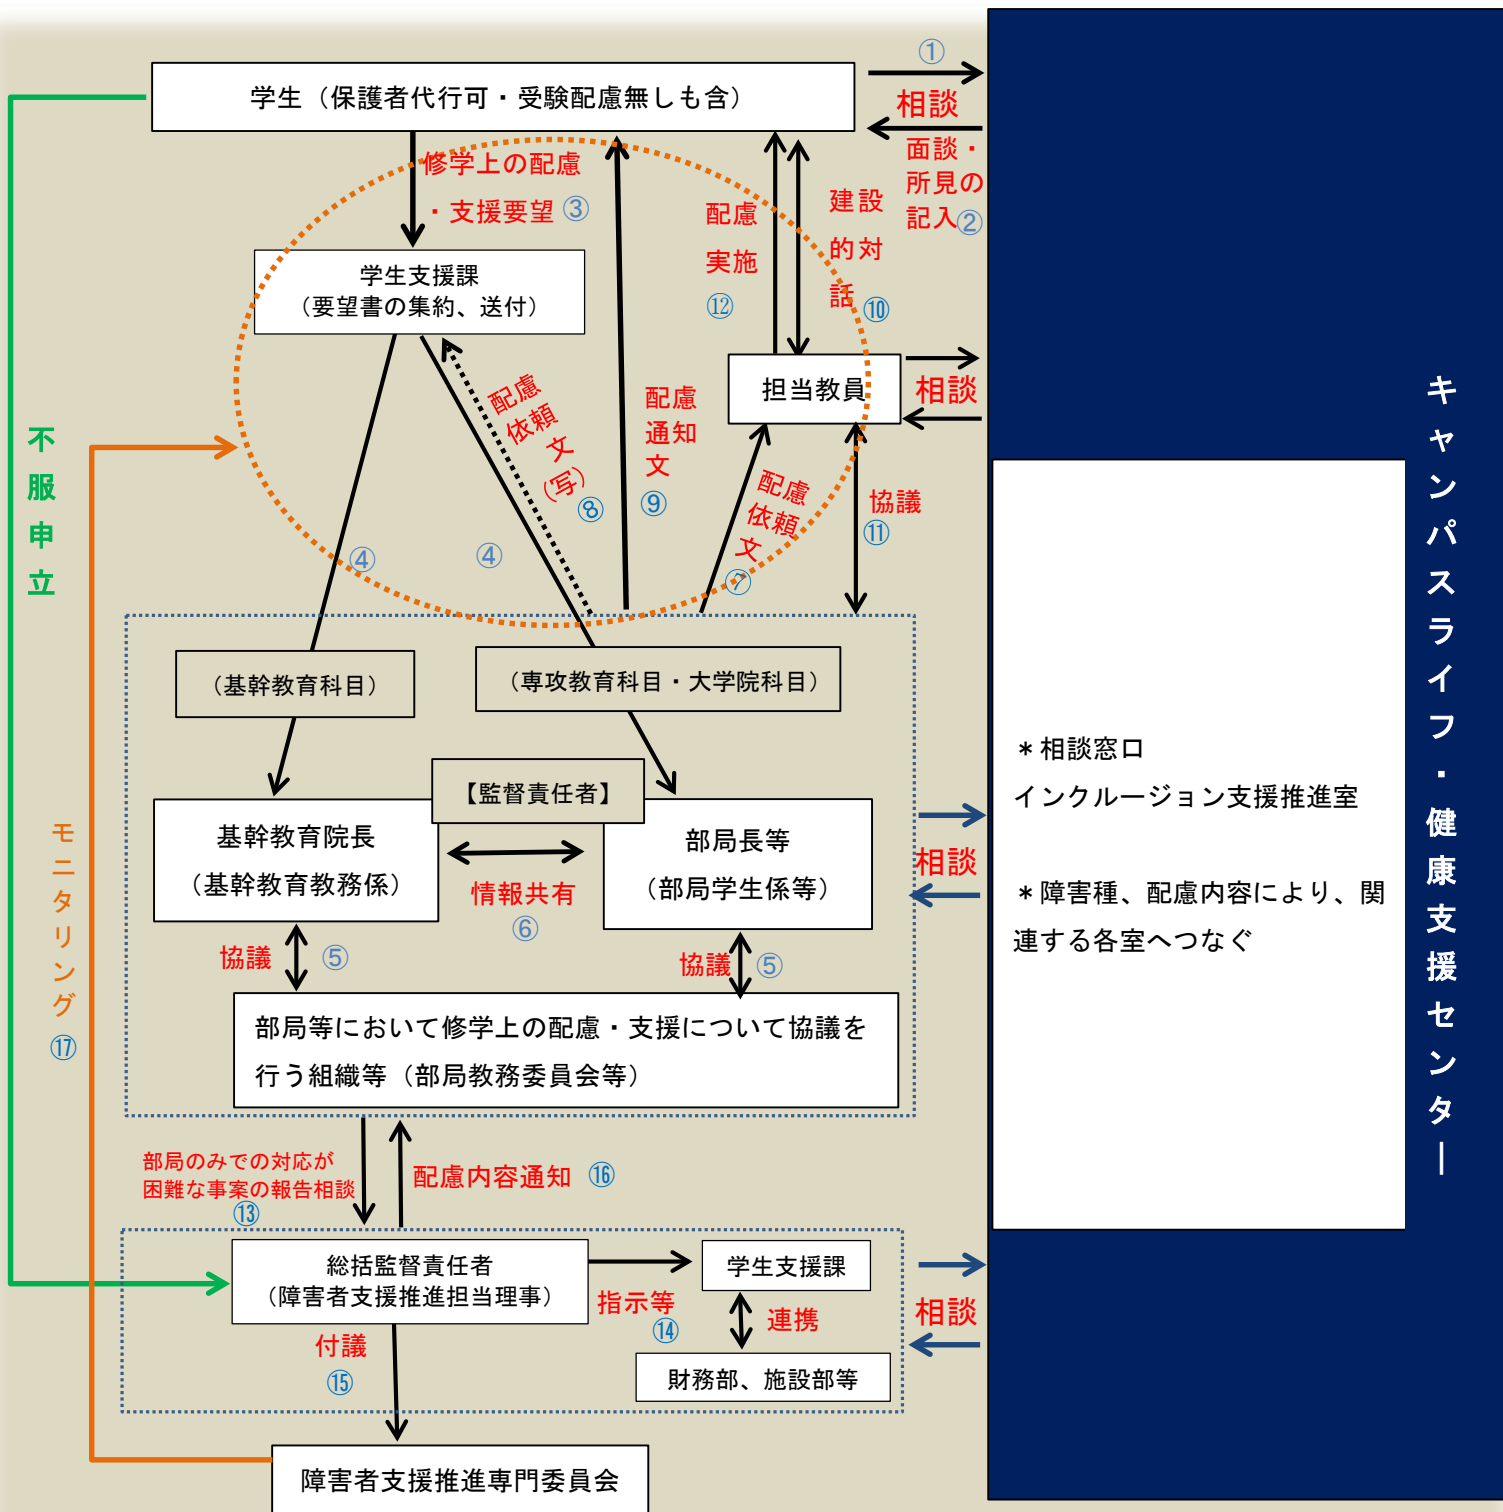 ①
学生（保護者代行可・受験配慮無しも含）
相談
面談・
所見の
記入②
修学上の配慮
・支援要望③
配慮
実施
⑫
建設
的対
話⑩
学生支援課
（要望書の集約、送付）
担当教員
相談
配慮
依頼
文
（写）
⑧
配慮
通知
文
⑨
配慮
依頼
文
⑦
協議
⑪
④
④
不服申立
（基幹教育科目）
（専攻教育科目・大学院科目）
【監督責任者】
基幹教育院長
（基幹教育教務係）
部局長等
（部局学生係等）
情報共有
⑥
相談
協議
⑤
協議
⑤
部局等において修学上の配慮・支援について協議を
行う組織等（部局教務委員会等）
モニタリング
⑰
部局のみでの対応が
困難な事案の報告相談
⑬
配慮内容通知
⑯
総括監督責任者
（障害者支援推進担当理事）
指示等
⑭
学生支援課
連携
財務部、施設部等
相談
付議
⑮
障害者支援推進専門委員会
＊相談窓口
インクルージョン支援推進室
＊障害種、配慮内容により、関
連する各室へつなぐ
キャンパスライフ・健康支援センター